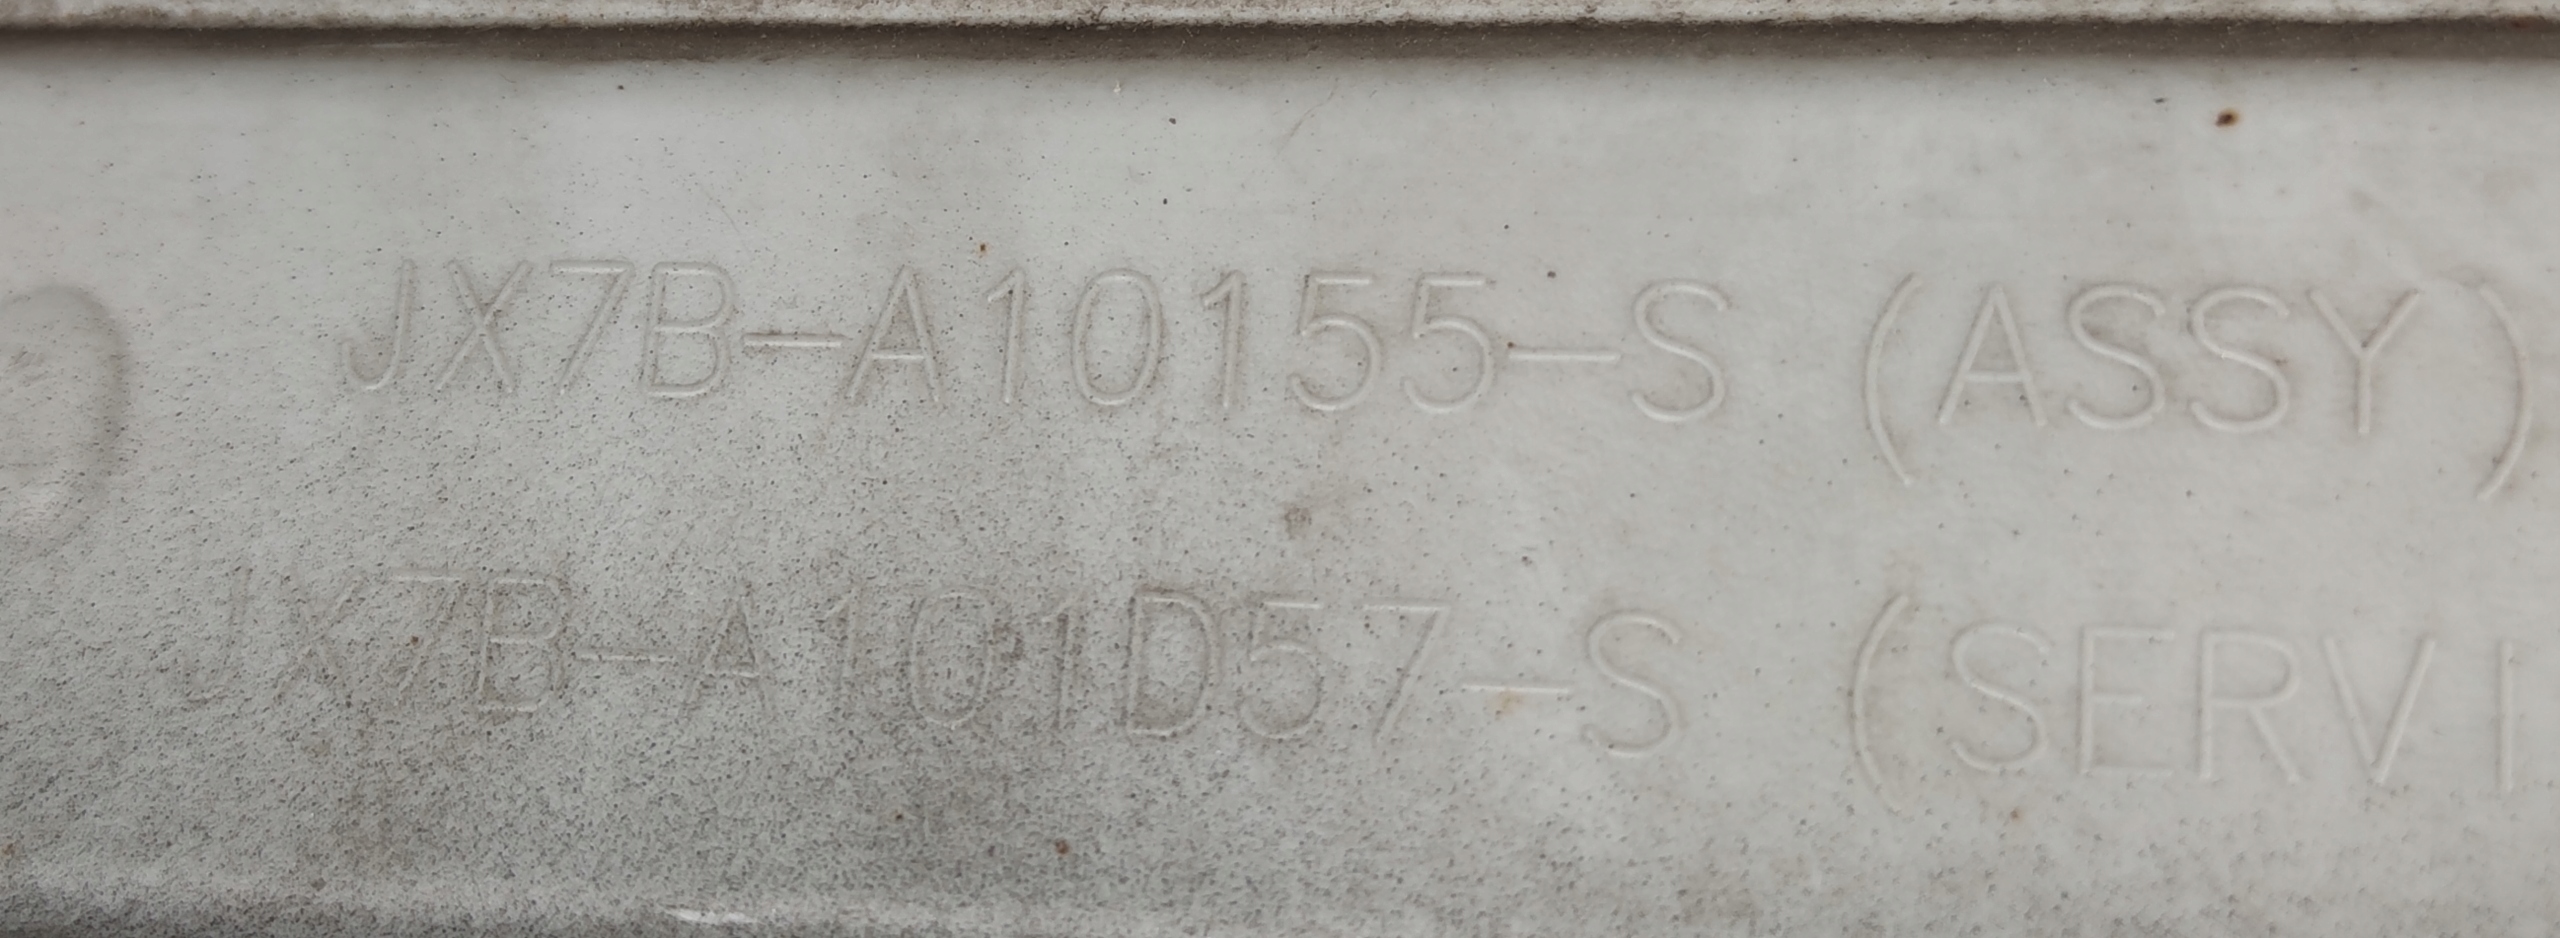 JX7B-A10155-S (ASSY)
JX7B-A101D57-S (SERVI